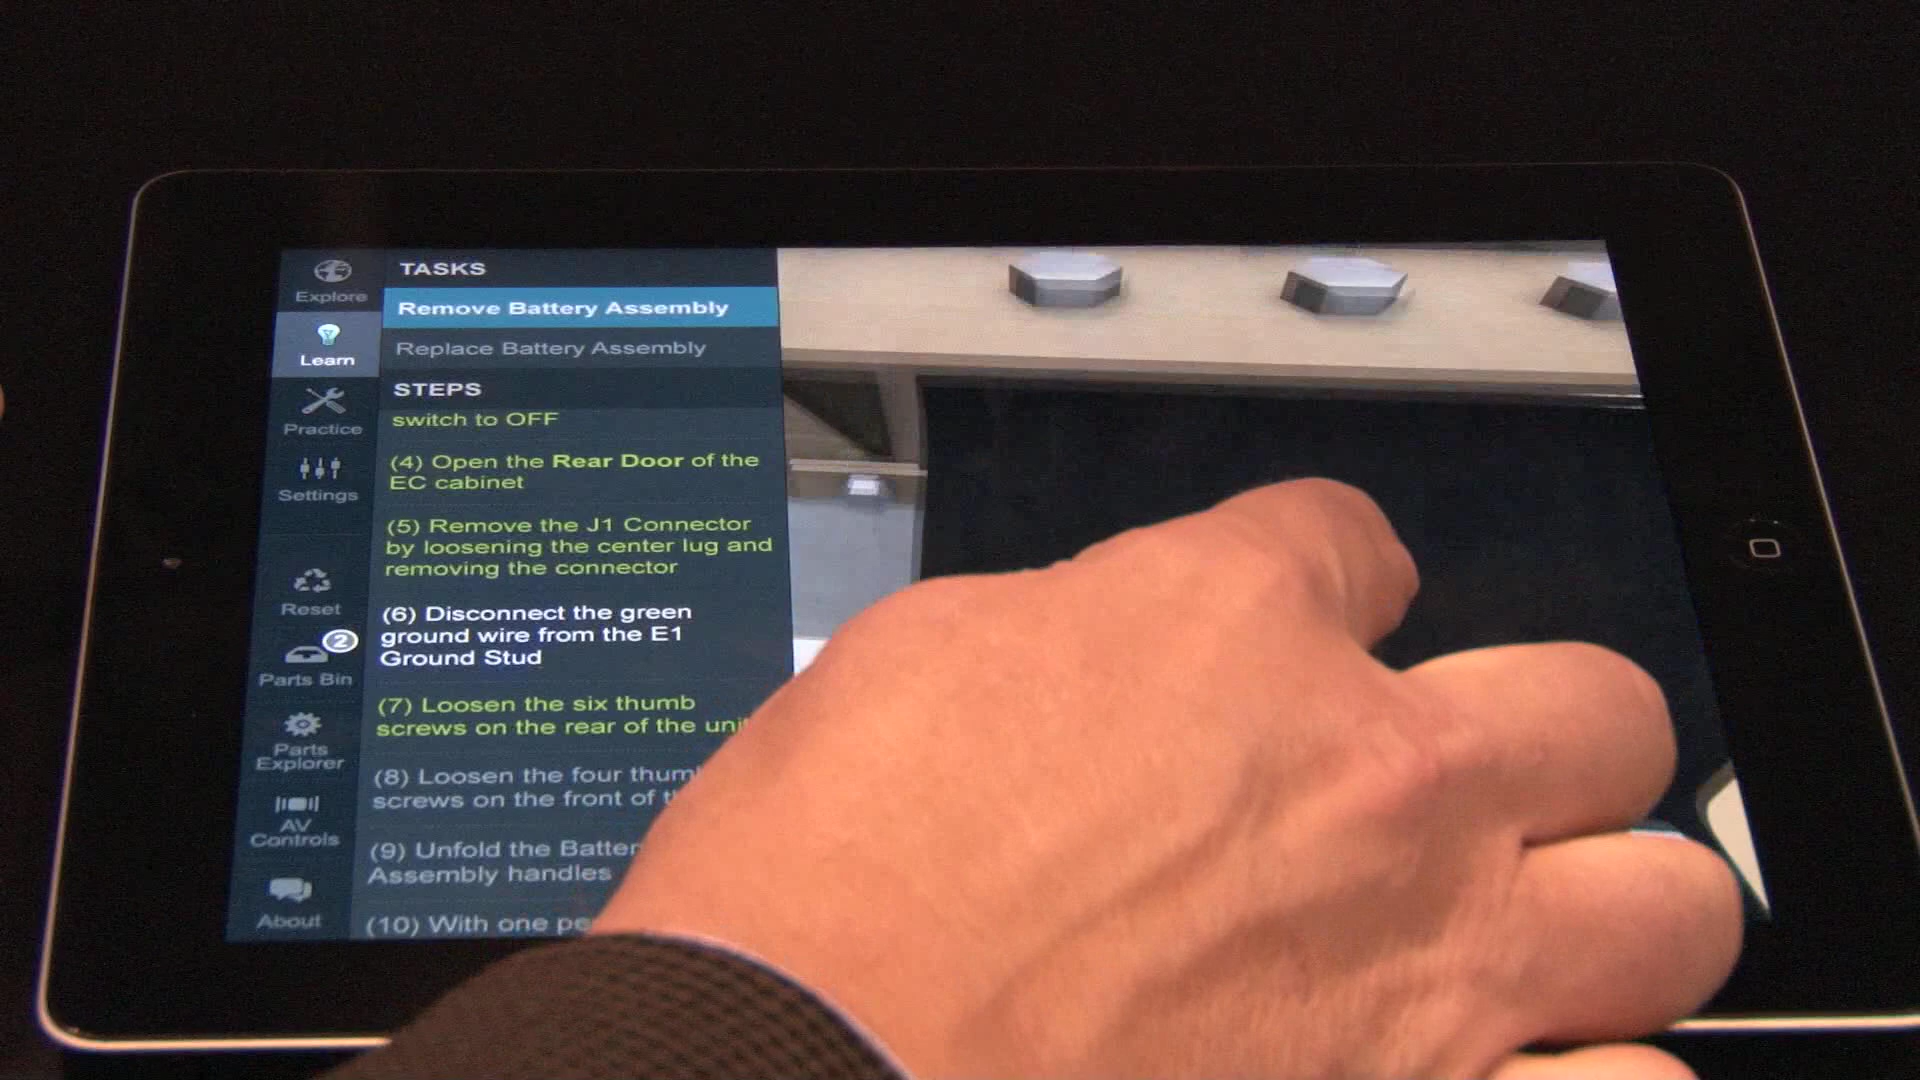 Explore
Learn
Practice
Settings
Reset
2
Parts Bin
Parts
Explorer
AV
Controls
About
TASKS
Remove Battery Assembly
Replace Battery Assembly
STEPS
switch to OFF
(4) Open the Rear Door of the
EC cabinet
(5) Remove the J1 Connector
by loosening the center lug and
removing the connector
(6) Disconnect the green
ground wire from the E1
Ground Stud
(7) Loosen the six thumb
screws on the rear of the unit
(8) Loosen the four
screws on the front of
(9) Unfold the
Assembly handles
(10) With one